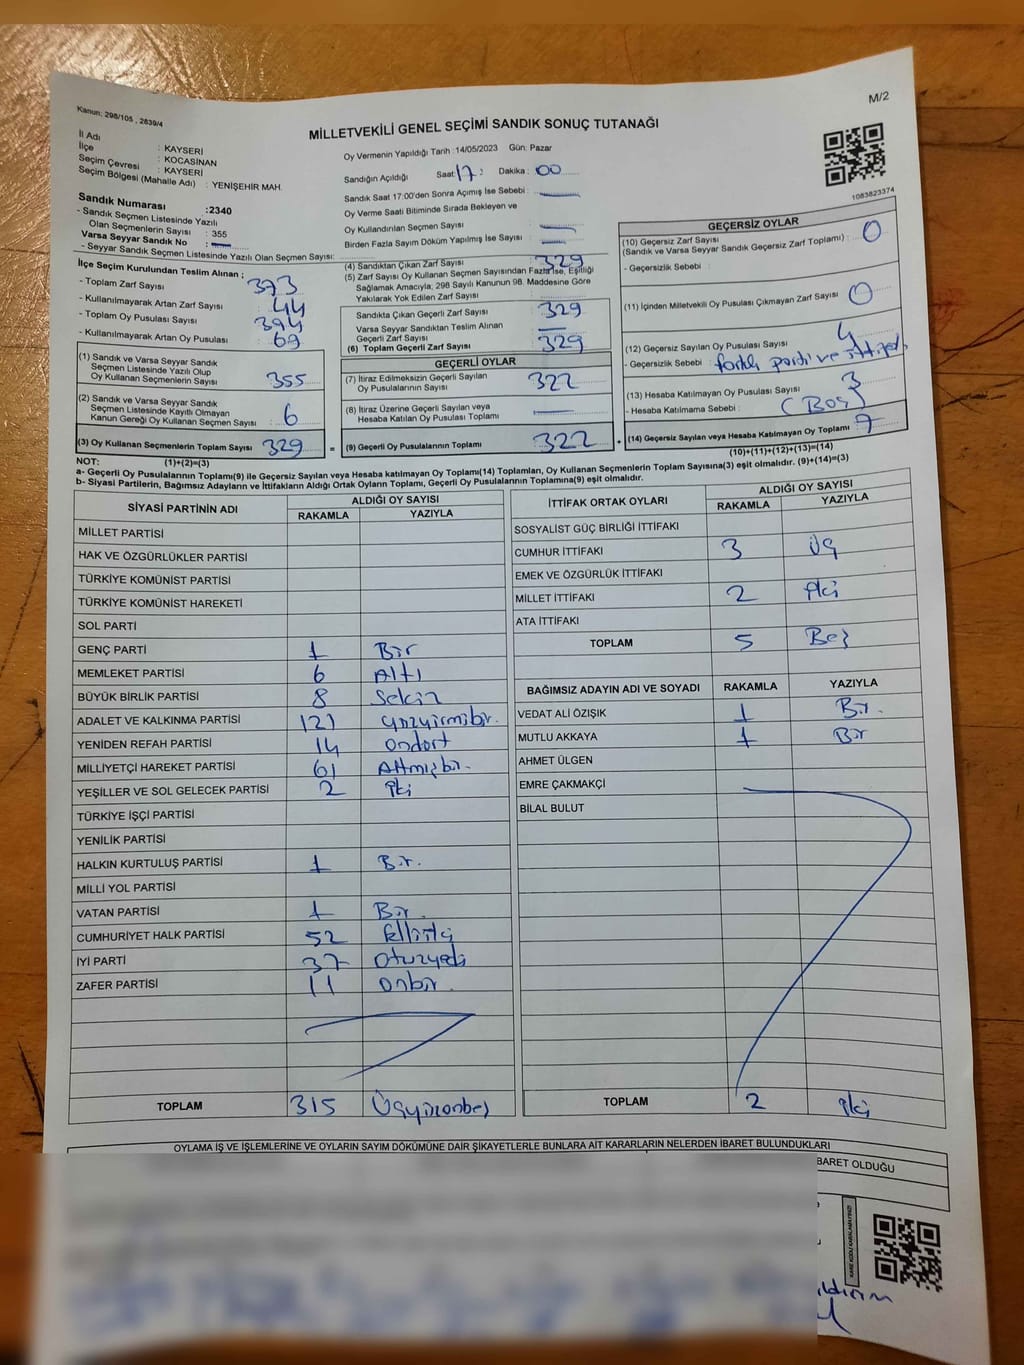 Kanun: 298/105 , 2839/4
M/2
MİLLETVEKİLİ GENEL SEÇİMİ SANDIK SONUÇ TUTANAĞI
İl Adı : KAYSERİ
İlçe : KOCASİNAN
Seçim Çevresi : KAYSERİ
Seçim Bölgesi (Mahalle Adı) : YENİŞEHİR MAH.
Oy Vermenin Yapıldığı Tarih :14/05/2023 Gün: Pazar
Sandığın Açıldığı Saat: 17: Dakika: 00
Sandık Saat 17:00'den Sonra Açımış İse Sebebi :
Oy Verme Saati Bitiminde Sırada Bekleyen ve
Oy Kullandırılan Seçmen Sayısı :
Birden Fazla Sayım Döküm Yapılmış İse Sayısı :
1083823374
Sandık Numarası :2340
- Sandık Seçmen Listesinde Yazılı
Olan Seçmenlerin Sayısı : 355
Varsa Seyyar Sandık No :
- Seyyar Sandık Seçmen Listesinde Yazılı Olan Seçmen Sayısı:
İlçe Seçim Kurulundan Teslim Alınan ;
- Toplam Zarf Sayısı 373
- Kullanılmayarak Artan Zarf Sayısı 44
- Toplam Oy Pusulası Sayısı 394
- Kullanılmayarak Artan Oy Pusulası 69
(1) Sandık ve Varsa Seyyar Sandık
Seçmen Listesinde Yazılı Olup
Oy Kullanan Seçmenlerin Sayısı 355
(2) Sandık ve Varsa Seyyar Sandık
Seçmen Listesinde Kayıtlı Olmayan
Kanun Gereği Oy Kullanan Seçmen Sayısı 6
(3) Oy Kullanan Seçmenlerin Toplam Sayısı 329 =
(1)+(2)=(3)
(4) Sandıktan Çıkan Zarf Sayısı 329
(5) Zarf Sayısı Oy Kullanan Seçmen Sayısından Fazla İse, Eşitliği
Sağlamak Amacıyla; 298 Sayılı Kanunun 98. Maddesine Göre
Yakılarak Yok Edilen Zarf Sayısı :
Sandıkta Çıkan Geçerli Zarf Sayısı 329
Varsa Seyyar Sandıktan Teslim Alınan
Geçerli Zarf Sayısı
(6) Toplam Geçerli Zarf Sayısı 329
GEÇERLİ OYLAR
(7) İtiraz Edilmeksizin Geçerli Sayılan
Oy Pusulalarının Sayısı 322
(8) İtiraz Üzerine Geçerli Sayılan veya
Hesaba Katılan Oy Pusulası Toplamı
(9) Geçerli Oy Pusulalarının Toplamı 322 +
GEÇERSİZ OYLAR
(10) Geçersiz Zarf Sayısı
(Sandık ve Varsa Seyyar Sandık Geçersiz Zarf Toplamı) : 0
- Geçersizlik Sebebi :
(11) İçinden Milletvekili Oy Pusulası Çıkmayan Zarf Sayısı 0
(12) Geçersiz Sayılan Oy Pusulası Sayısı 4
- Geçersizlik Sebebi : farklı parti ve ittifak
(13) Hesaba Katılmayan Oy Pusulası Sayısı 3
- Hesaba Katılmama Sebebi : (Boş)
(14) Geçersiz Sayılan veya Hesaba Katılmayan Oy Toplamı 7
(10)+(11)+(12)+(13)=(14)
NOT:
a- Geçerli Oy Pusulalarının Toplamı(9) ile Geçersiz Sayılan veya Hesaba katılmayan Oy Toplamı(14) Toplamları, Oy Kullanan Seçmenlerin Toplam Sayısına(3) eşit olmalıdır. (9)+(14)=(3)
b- Siyasi Partilerin, Bağımsız Adayların ve İttifakların Aldığı Ortak Oyların Toplamı, Geçerli Oy Pusulalarının Toplamına(9) eşit olmalıdır.
SİYASİ PARTİNİN ADI ALDIĞI OY SAYISI
RAKAMLA YAZIYLA
MİLLET PARTİSİ
HAK VE ÖZGÜRLÜKLER PARTİSİ
TÜRKİYE KOMÜNİST PARTİSİ
TÜRKİYE KOMÜNİST HAREKETİ
SOL PARTİ
GENÇ PARTİ 1 Bir
MEMLEKET PARTİSİ 6 Altı
BÜYÜK BİRLİK PARTİSİ 8 Sekiz
ADALET VE KALKINMA PARTİSİ 121 yüzyirmibir.
YENİDEN REFAH PARTİSİ 14 ondört
MİLLİYETÇİ HAREKET PARTİSİ 61 Altmışbir.
YEŞİLLER VE SOL GELECEK PARTİSİ 2 iki
TÜRKİYE İŞÇİ PARTİSİ
YENİLİK PARTİSİ
HALKIN KURTULUŞ PARTİSİ 1 Bir.
MİLLİ YOL PARTİSİ
VATAN PARTİSİ 1 Bir.
CUMHURİYET HALK PARTİSİ 52 Elliiki
İYİ PARTİ 37 Otuzyedi
ZAFER PARTİSİ 11 onbir.
TOPLAM 315 Üçyüzonbeş
İTTİFAK ORTAK OYLARI ALDIĞI OY SAYISI
RAKAMLA YAZIYLA
SOSYALİST GÜÇ BİRLİĞİ İTTİFAKI
CUMHUR İTTİFAKI 3 Üç
EMEK VE ÖZGÜRLÜK İTTİFAKI
MİLLET İTTİFAKI 2 iki
ATA İTTİFAKI
TOPLAM 5 Beş
BAĞIMSIZ ADAYIN ADI VE SOYADI RAKAMLA YAZIYLA
VEDAT ALİ ÖZIŞIK 1 Bir.
MUTLU AKKAYA 1 Bir
AHMET ÜLGEN
EMRE ÇAKMAKÇİ
BİLAL BULUT
TOPLAM 2 iki
OYLAMA İŞ VE İŞLEMLERİNE VE OYLARIN SAYIM DÖKÜMÜNE DAİR ŞİKAYETLERLE BUNLARA AİT KARARLARIN NELERDEN İBARET BULUNDUKLARI
BARET OLDUĞU
ıldırım